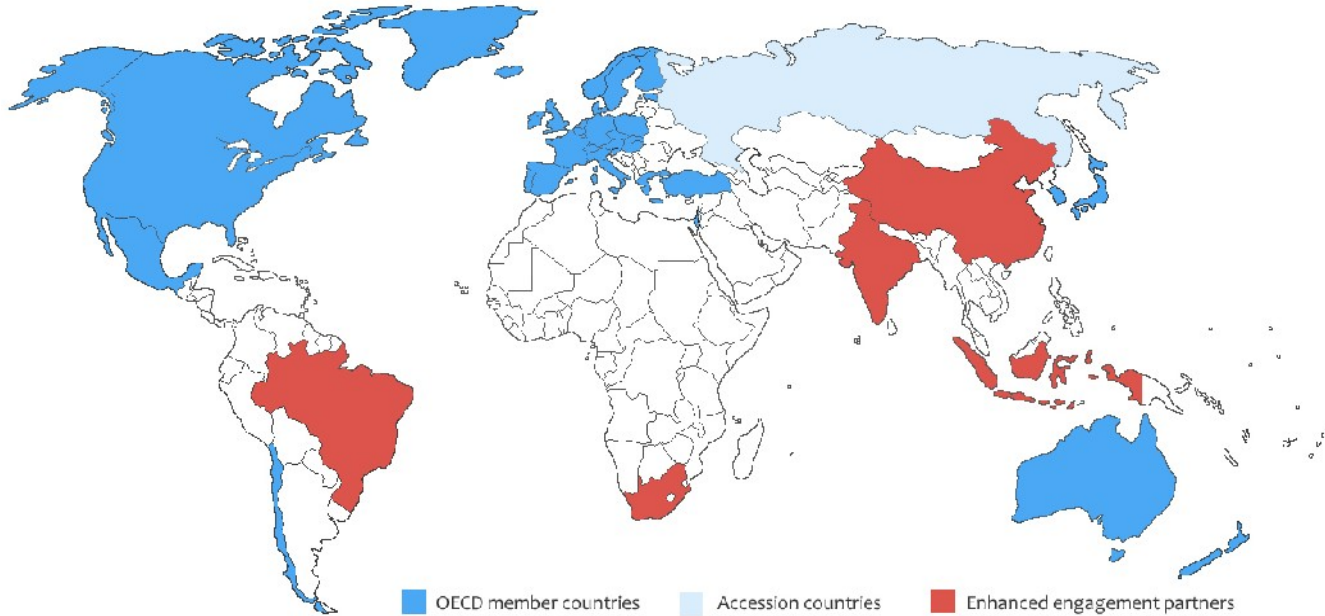 OECD member countries
Accession countries
Enhanced engagement partners